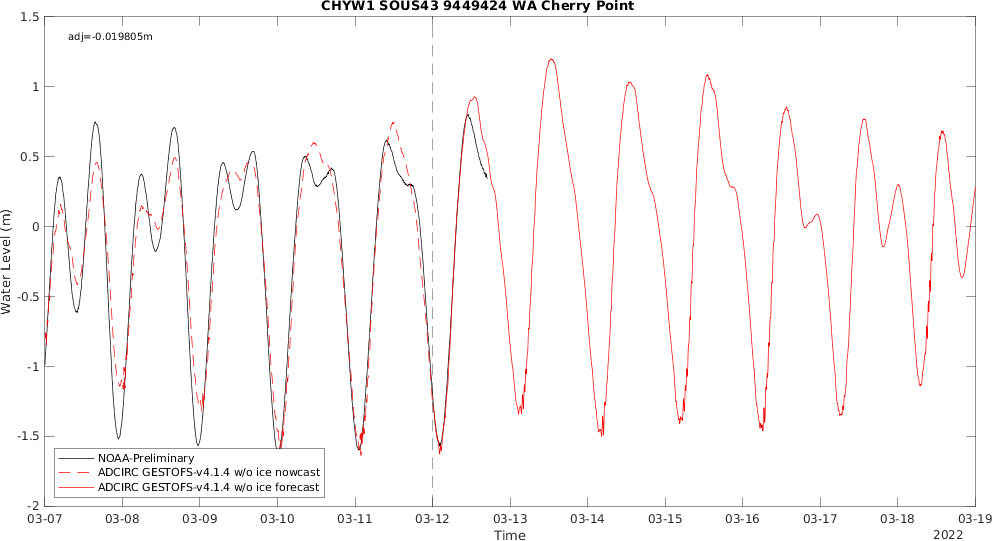 CHYW1 SOUS43 9449424 WA Cherry Point
adj=-0.019805m
1.5
1
0.5
0
-0.5
-1
-1.5
-2
Water Level (m)
NOAA-Preliminary
ADCIRC GESTOFS-v4.1.4 w/o ice nowcast
ADCIRC GESTOFS-v4.1.4 w/o ice forecast
03-07 03-08 03-09 03-10 03-11 03-12 03-13 03-14 03-15 03-16 03-17 03-18 03-19
Time
2022